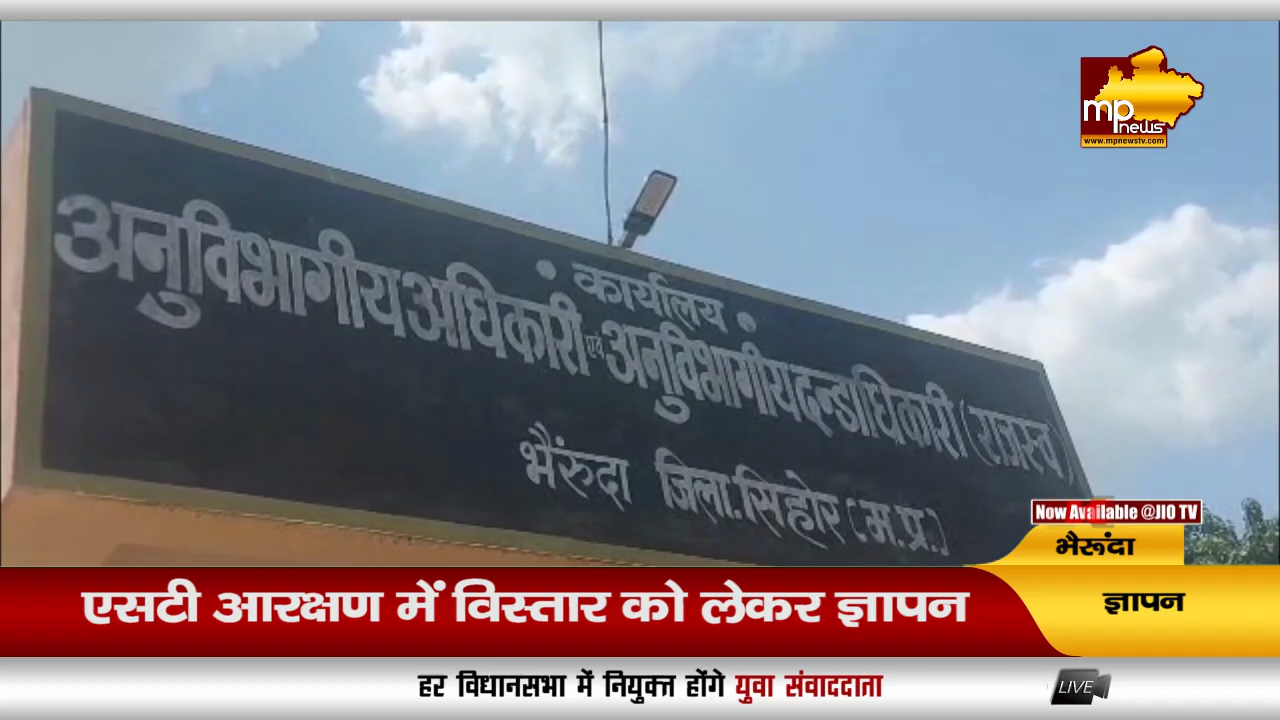 mp
news
www.mpnewstv.com
• कार्यालय •
अनुविभागीय अधिकारी एवं अनुविभागीय दन्डाधिकारी (राजस्व)
भैरुंदा जिला.सिहोर (म.प्र.)
Now Available @JIO TV
भैरूंदा
एसटी आरक्षण में विस्तार को लेकर ज्ञापन
ज्ञापन
हर विधानसभा में नियुक्त होंगे युवा संवाददाता
LIVE